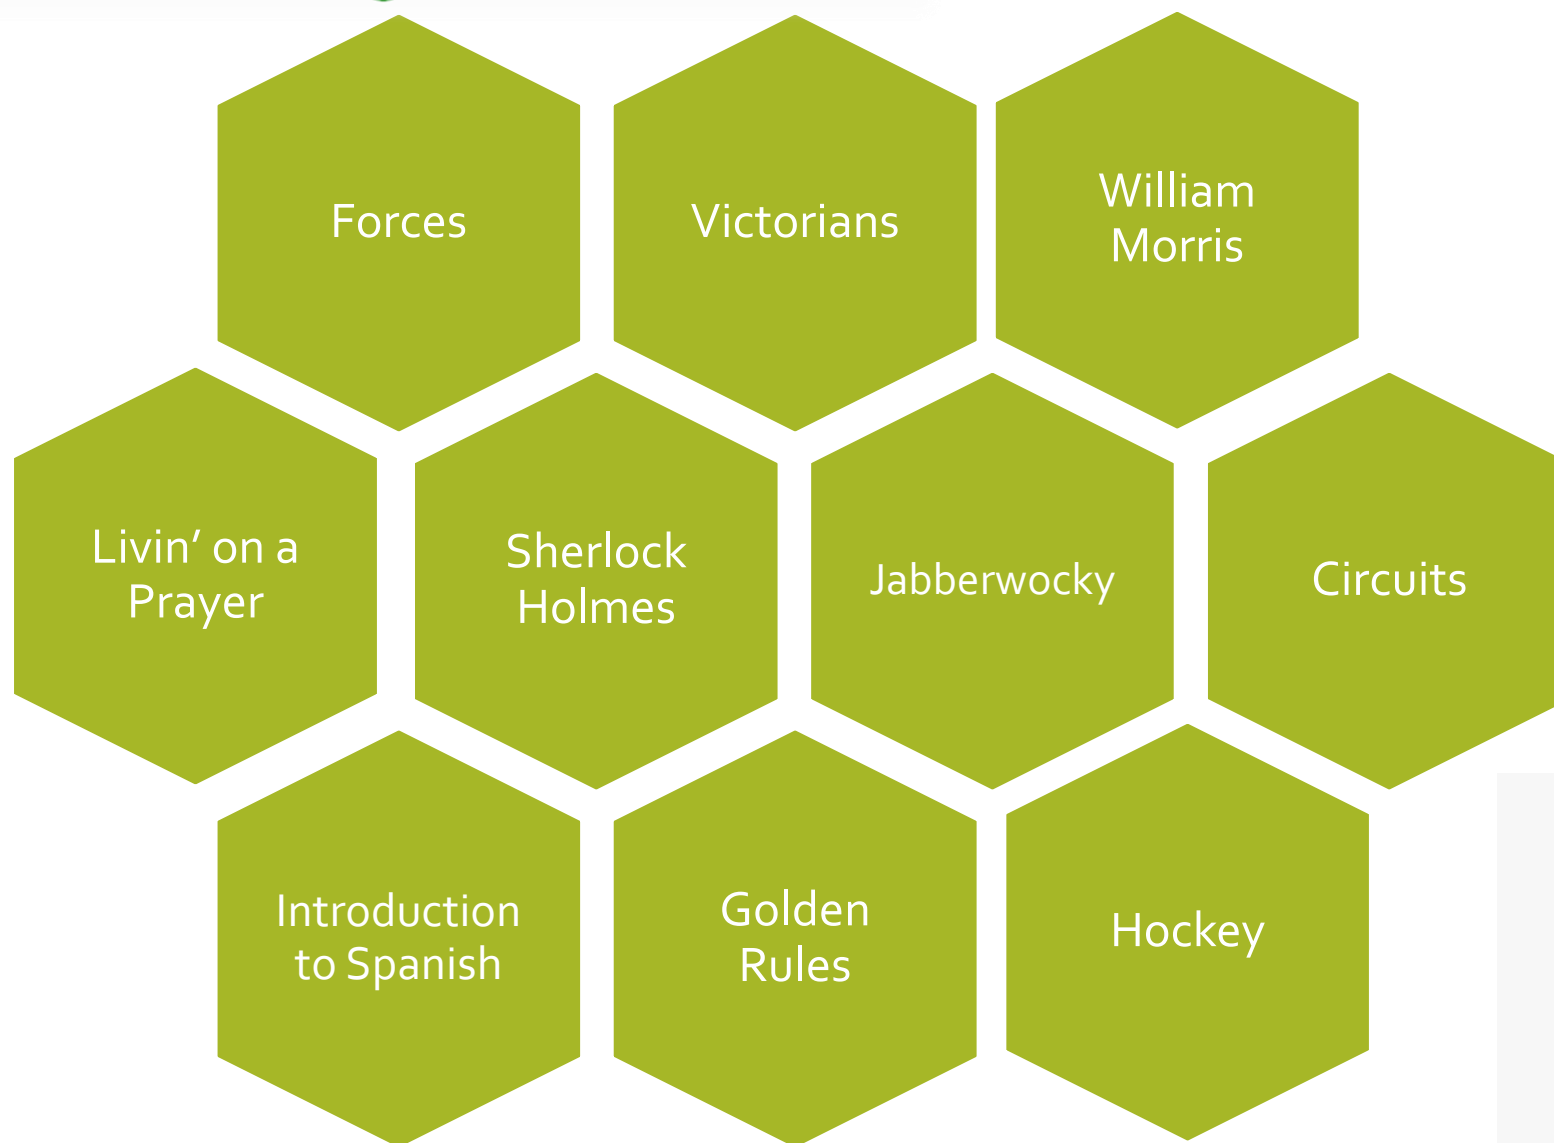 Forces
Victorians
William
Morris
Livin’ on a
Prayer
Sherlock
Holmes
Jabberwocky
Circuits
Introduction
to Spanish
Golden
Rules
Hockey